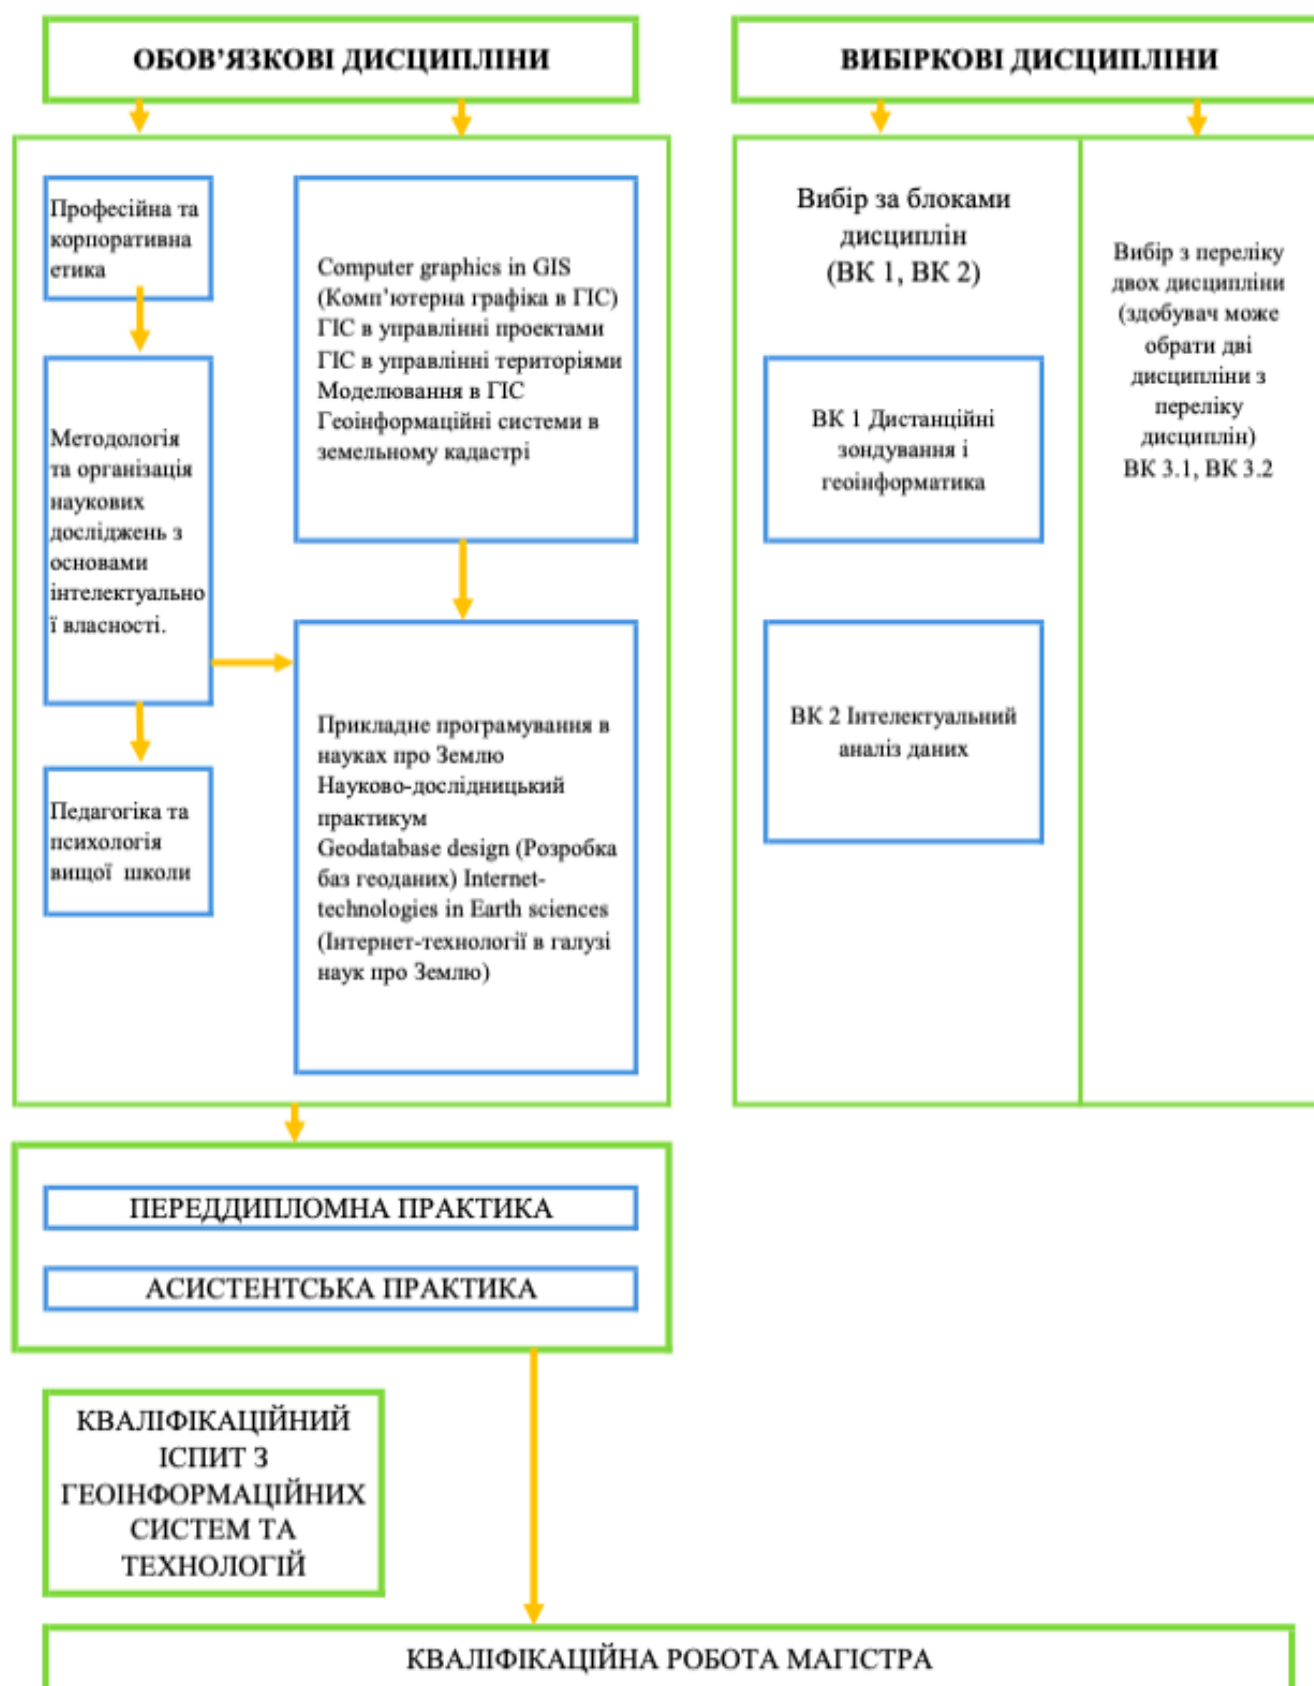 ОБОВ’ЯЗКОВІ ДИСЦИПЛІНИ
Професійна та
корпоративна
етика
Методологія
та організація
наукових
досліджень з
основами
інтелектуально
ї власності.
Педагогіка та
психологія
вищої школи
Computer graphics in GIS
(Комп’ютерна графіка в ГІС)
ГІС в управлінні проектами
ГІС в управлінні територіями
Моделювання в ГІС
Геоінформаційні системи в
земельному кадастрі
Прикладне програмування в
науках про Землю
Науково-дослідницький
практикум
Geodatabase design (Розробка
баз геоданих) Internet-
technologies in Earth sciences
(Інтернет-технології в галузі
наук про Землю)
ВИБІРКОВІ ДИСЦИПЛІНИ
Вибір за блоками
дисциплін
(ВК 1, ВК 2)
ВК 1 Дистанційні
зондування і
геоінформатика
ВК 2 Інтелектуальний
аналіз даних
Вибір з переліку
двох дисципліни
(здобувач може
обрати дві
дисципліни з
переліку
дисциплін)
ВК 3.1, ВК 3.2
ПЕРЕДДИПЛОМНА ПРАКТИКА
АСИСТЕНТСЬКА ПРАКТИКА
КВАЛІФІКАЦІЙНИЙ
ІСПИТ З
ГЕОІНФОРМАЦІЙНИХ
СИСТЕМ ТА
ТЕХНОЛОГІЙ
КВАЛІФІКАЦІЙНА РОБОТА МАГІСТРА